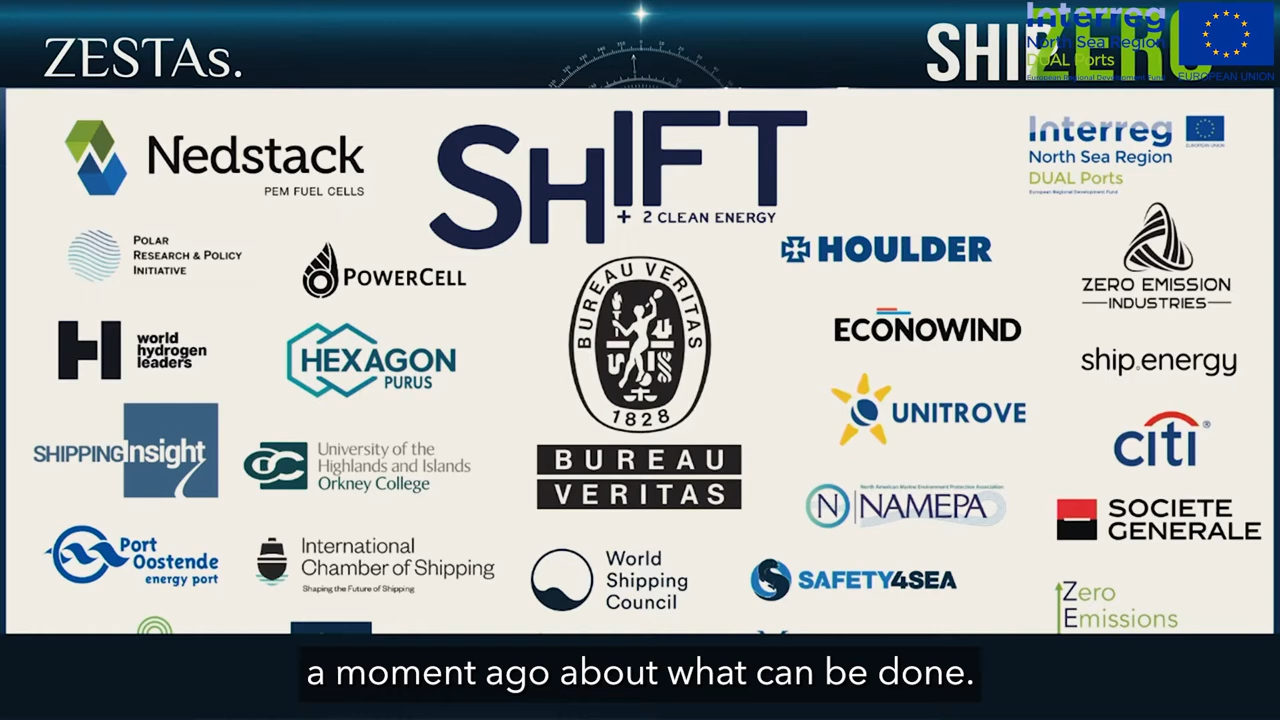 ZESTAs.
SHIPZERO
Interreg
North Sea Region
DUAL Ports
European Regional Development Fund
EUROPEAN UNION
Nedstack
PEM FUEL CELLS
SHIFT
+ 2 CLEAN ENERGY
Interreg
EUROPEAN UNION
North Sea Region
DUAL Ports
European Regional Development Fund
POLAR
RESEARCH & POLICY
INITIATIVE
POWERCELL
BUREAU VERITAS
1828
HOULDER
ZERO EMISSION
INDUSTRIES
world
hydrogen
leaders
HEXAGON
PURUS
ECONOWIND
ship.energy
SHIPPINGInsight
University of the
Highlands and Islands
Orkney College
BUREAU
VERITAS
UNITROVE
citi
North American Marine Environment Protection Association
N NAMEPA
SOCIETE
GENERALE
Port
Oostende
energy port
International
Chamber of Shipping
Shaping the Future of Shipping
World
Shipping
Council
SAFETY4SEA
Zero
Emissions
a moment ago about what can be done.